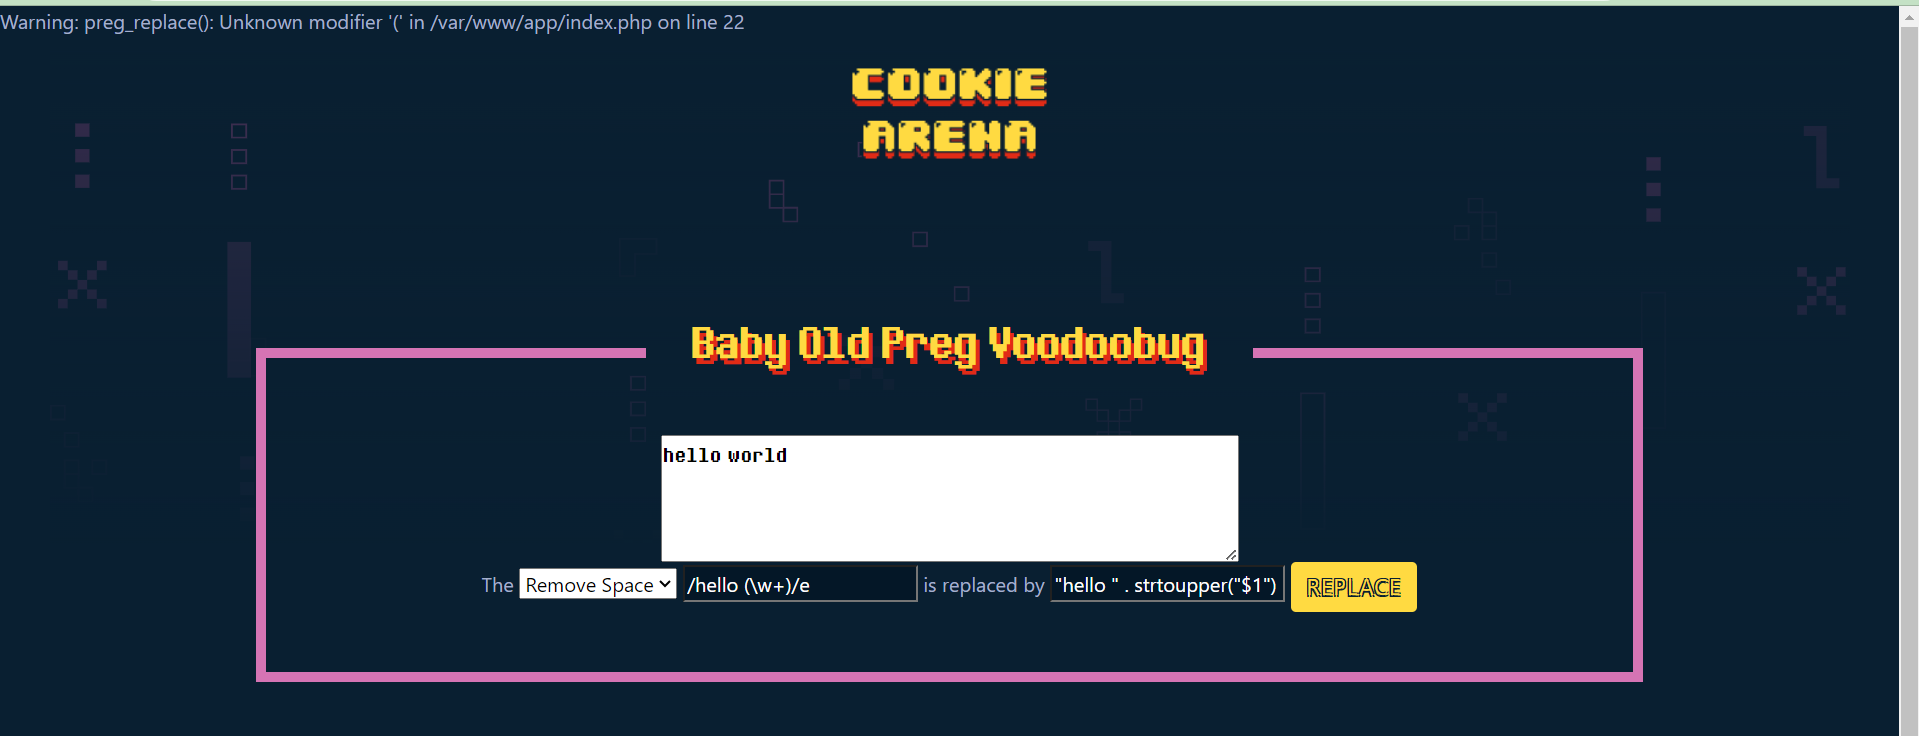 Warning: preg_replace(): Unknown modifier '(' in /var/www/app/index.php on line 22
COOKIE
ARENA
Baby Old Preg Voodoobug
hello world
The Remove Space /hello (\w+)/e is replaced by "hello " . strtoupper("$1") REPLACE